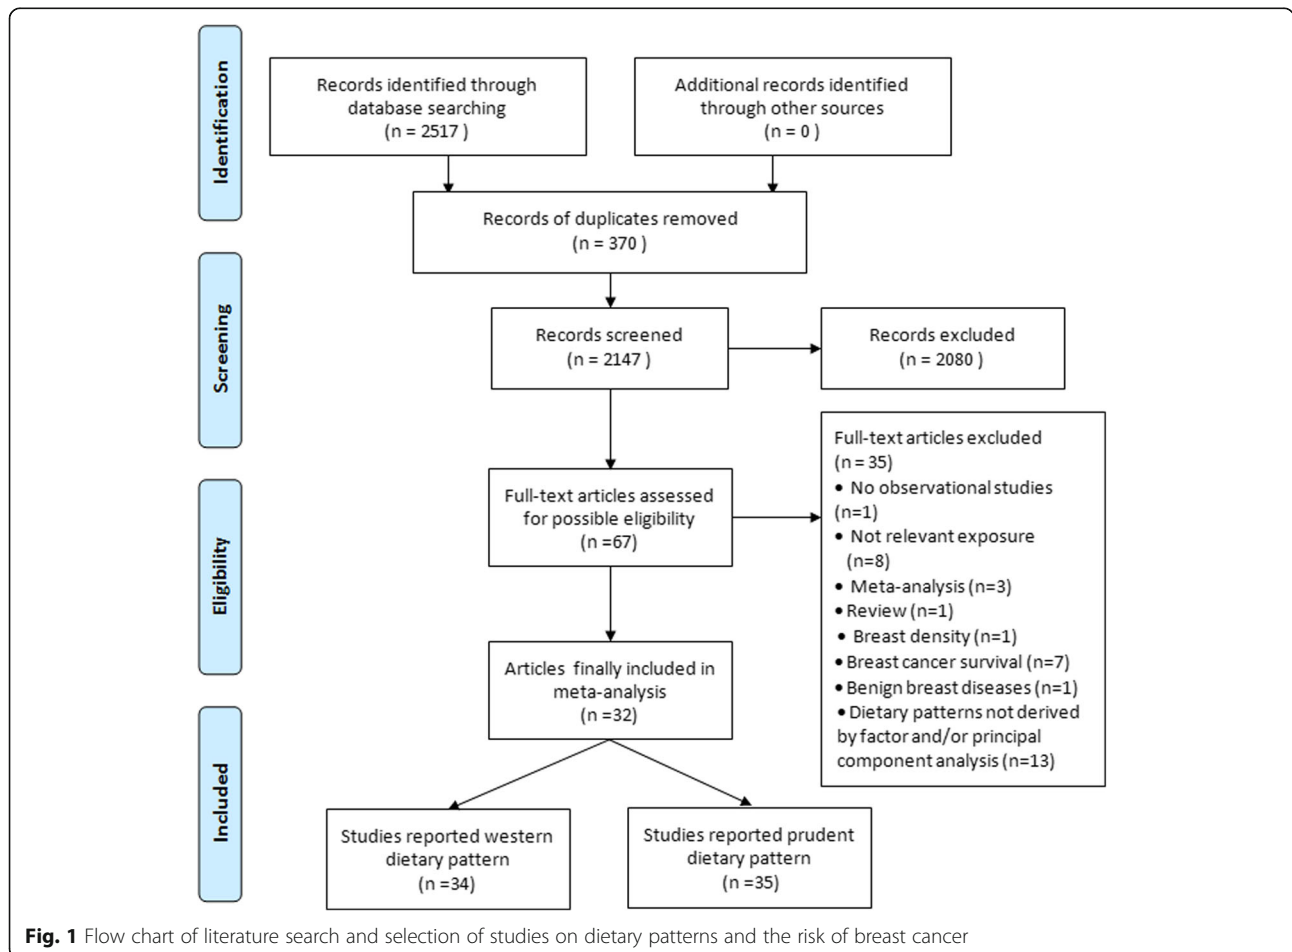 Identification
Records identified through
database searching
(n = 2517 )
Additional records identified
through other sources
(n = 0 )
Records of duplicates removed
(n = 370 )
Screening
Records screened
(n = 2147 )
Records excluded
(n = 2080 )
Eligibility
Full-text articles assessed
for possible eligibility
(n =67)
Full-text articles excluded
(n = 35)
• No observational studies
(n=1)
• Not relevant exposure
(n=8)
• Meta-analysis (n=3)
• Review (n=1)
• Breast density (n=1)
• Breast cancer survival (n=7)
• Benign breast diseases (n=1)
• Dietary patterns not derived
by factor and/or principal
component analysis (n=13)
Articles finally included in
meta-analysis
(n =32)
Included
Studies reported western
dietary pattern
(n =34)
Studies reported prudent
dietary pattern
(n =35)
Fig. 1 Flow chart of literature search and selection of studies on dietary patterns and the risk of breast cancer